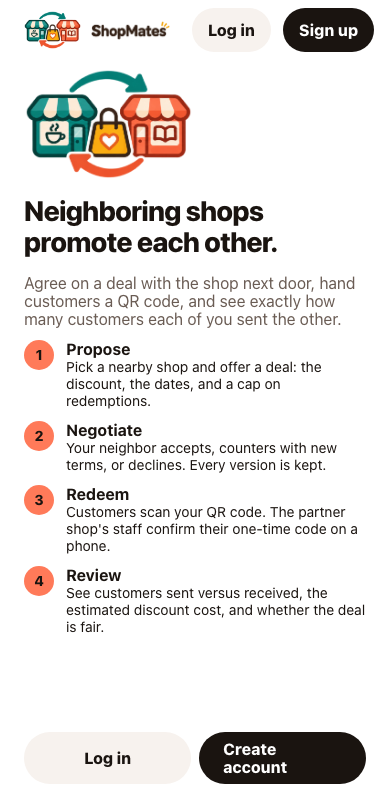 ShopMates
Log in
Sign up
Neighboring shops
promote each other.
Agree on a deal with the shop next door, hand
customers a QR code, and see exactly how
many customers each of you sent the other.
1
Propose
Pick a nearby shop and offer a deal: the
discount, the dates, and a cap on
redemptions.
2
Negotiate
Your neighbor accepts, counters with new
terms, or declines. Every version is kept.
3
Redeem
Customers scan your QR code. The partner
shop's staff confirm their one-time code on a
phone.
4
Review
See customers sent versus received, the
estimated discount cost, and whether the deal
is fair.
Log in
Create
account